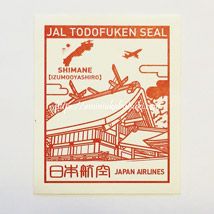 JAL TODOFUKEN SEAL
SHIMANE
[IZUMOOYASHIRO]
日本航空 JAPAN AIRLINES